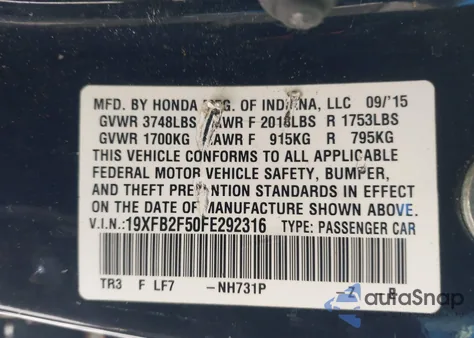 MFD. BY HONDA MFG. OF INDIANA, LLC 09/'15
GVWR 3748LBS GAWR F 2018LBS R 1753LBS
GVWR 1700KG GAWR F 915KG R 795KG
THIS VEHICLE CONFORMS TO ALL APPLICABLE
FEDERAL MOTOR VEHICLE SAFETY, BUMPER,
AND THEFT PREVENTION STANDARDS IN EFFECT
ON THE DATE OF MANUFACTURE SHOWN ABOVE.
V.I.N.: 19XFB2F50FE292316 TYPE: PASSENGER CAR
TR3 F LF7 -NH731P -7
autoSnap